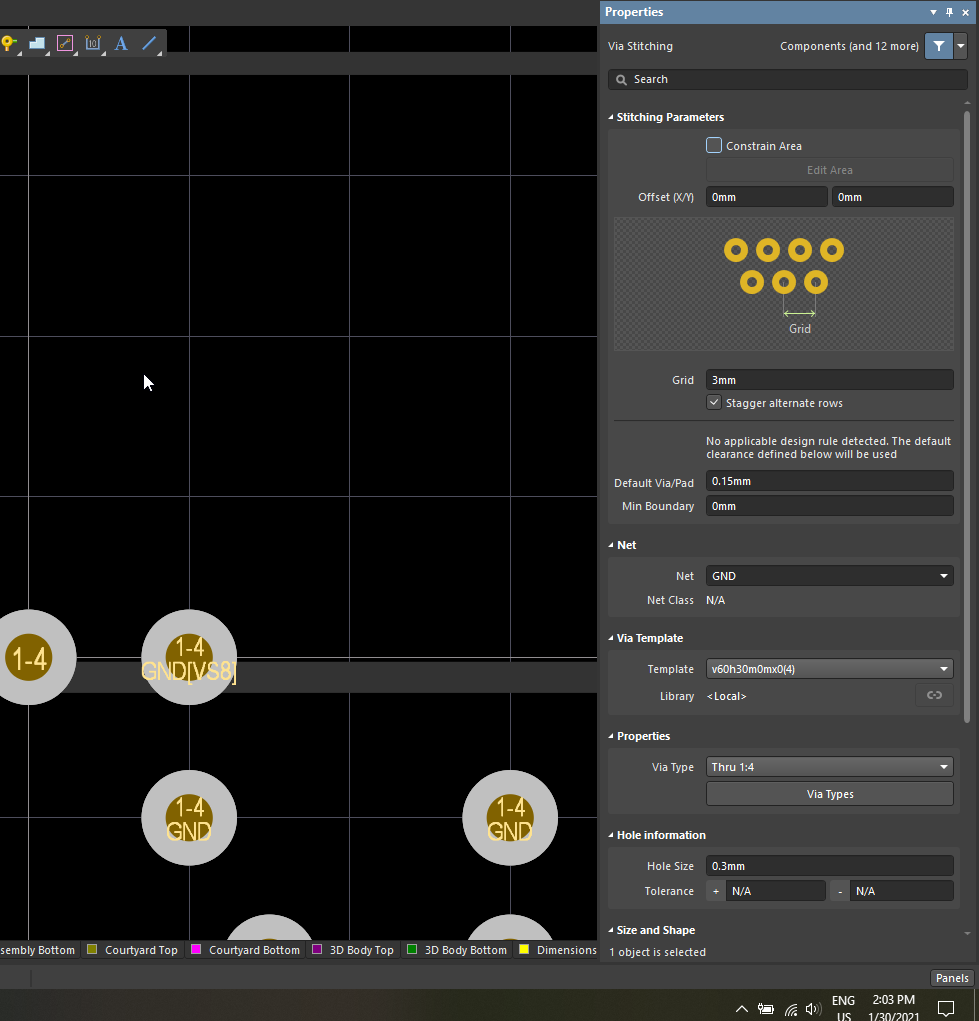 Properties
Via Stitching
Components (and 12 more)
Search
Stitching Parameters
Constrain Area
Edit Area
Offset (X/Y) 0mm 0mm
Grid
Grid 3mm
Stagger alternate rows
No applicable design rule detected. The default
clearance defined below will be used
Default Via/Pad 0.15mm
Min Boundary 0mm
Net
Net GND
Net Class N/A
Via Template
Template v60h30m0mx0(4)
Library <Local>
Properties
Via Type Thru 1:4
Via Types
Hole information
Hole Size 0.3mm
Tolerance + N/A - N/A
Size and Shape
1 object is selected
10
A
1-4
1-4
GND[VS8]
1-4
GND
1-4
GND
sembly Bottom Courtyard Top Courtyard Bottom 3D Body Top 3D Body Bottom Dimensions
Panels
ENG
US
2:03 PM
1/30/2021